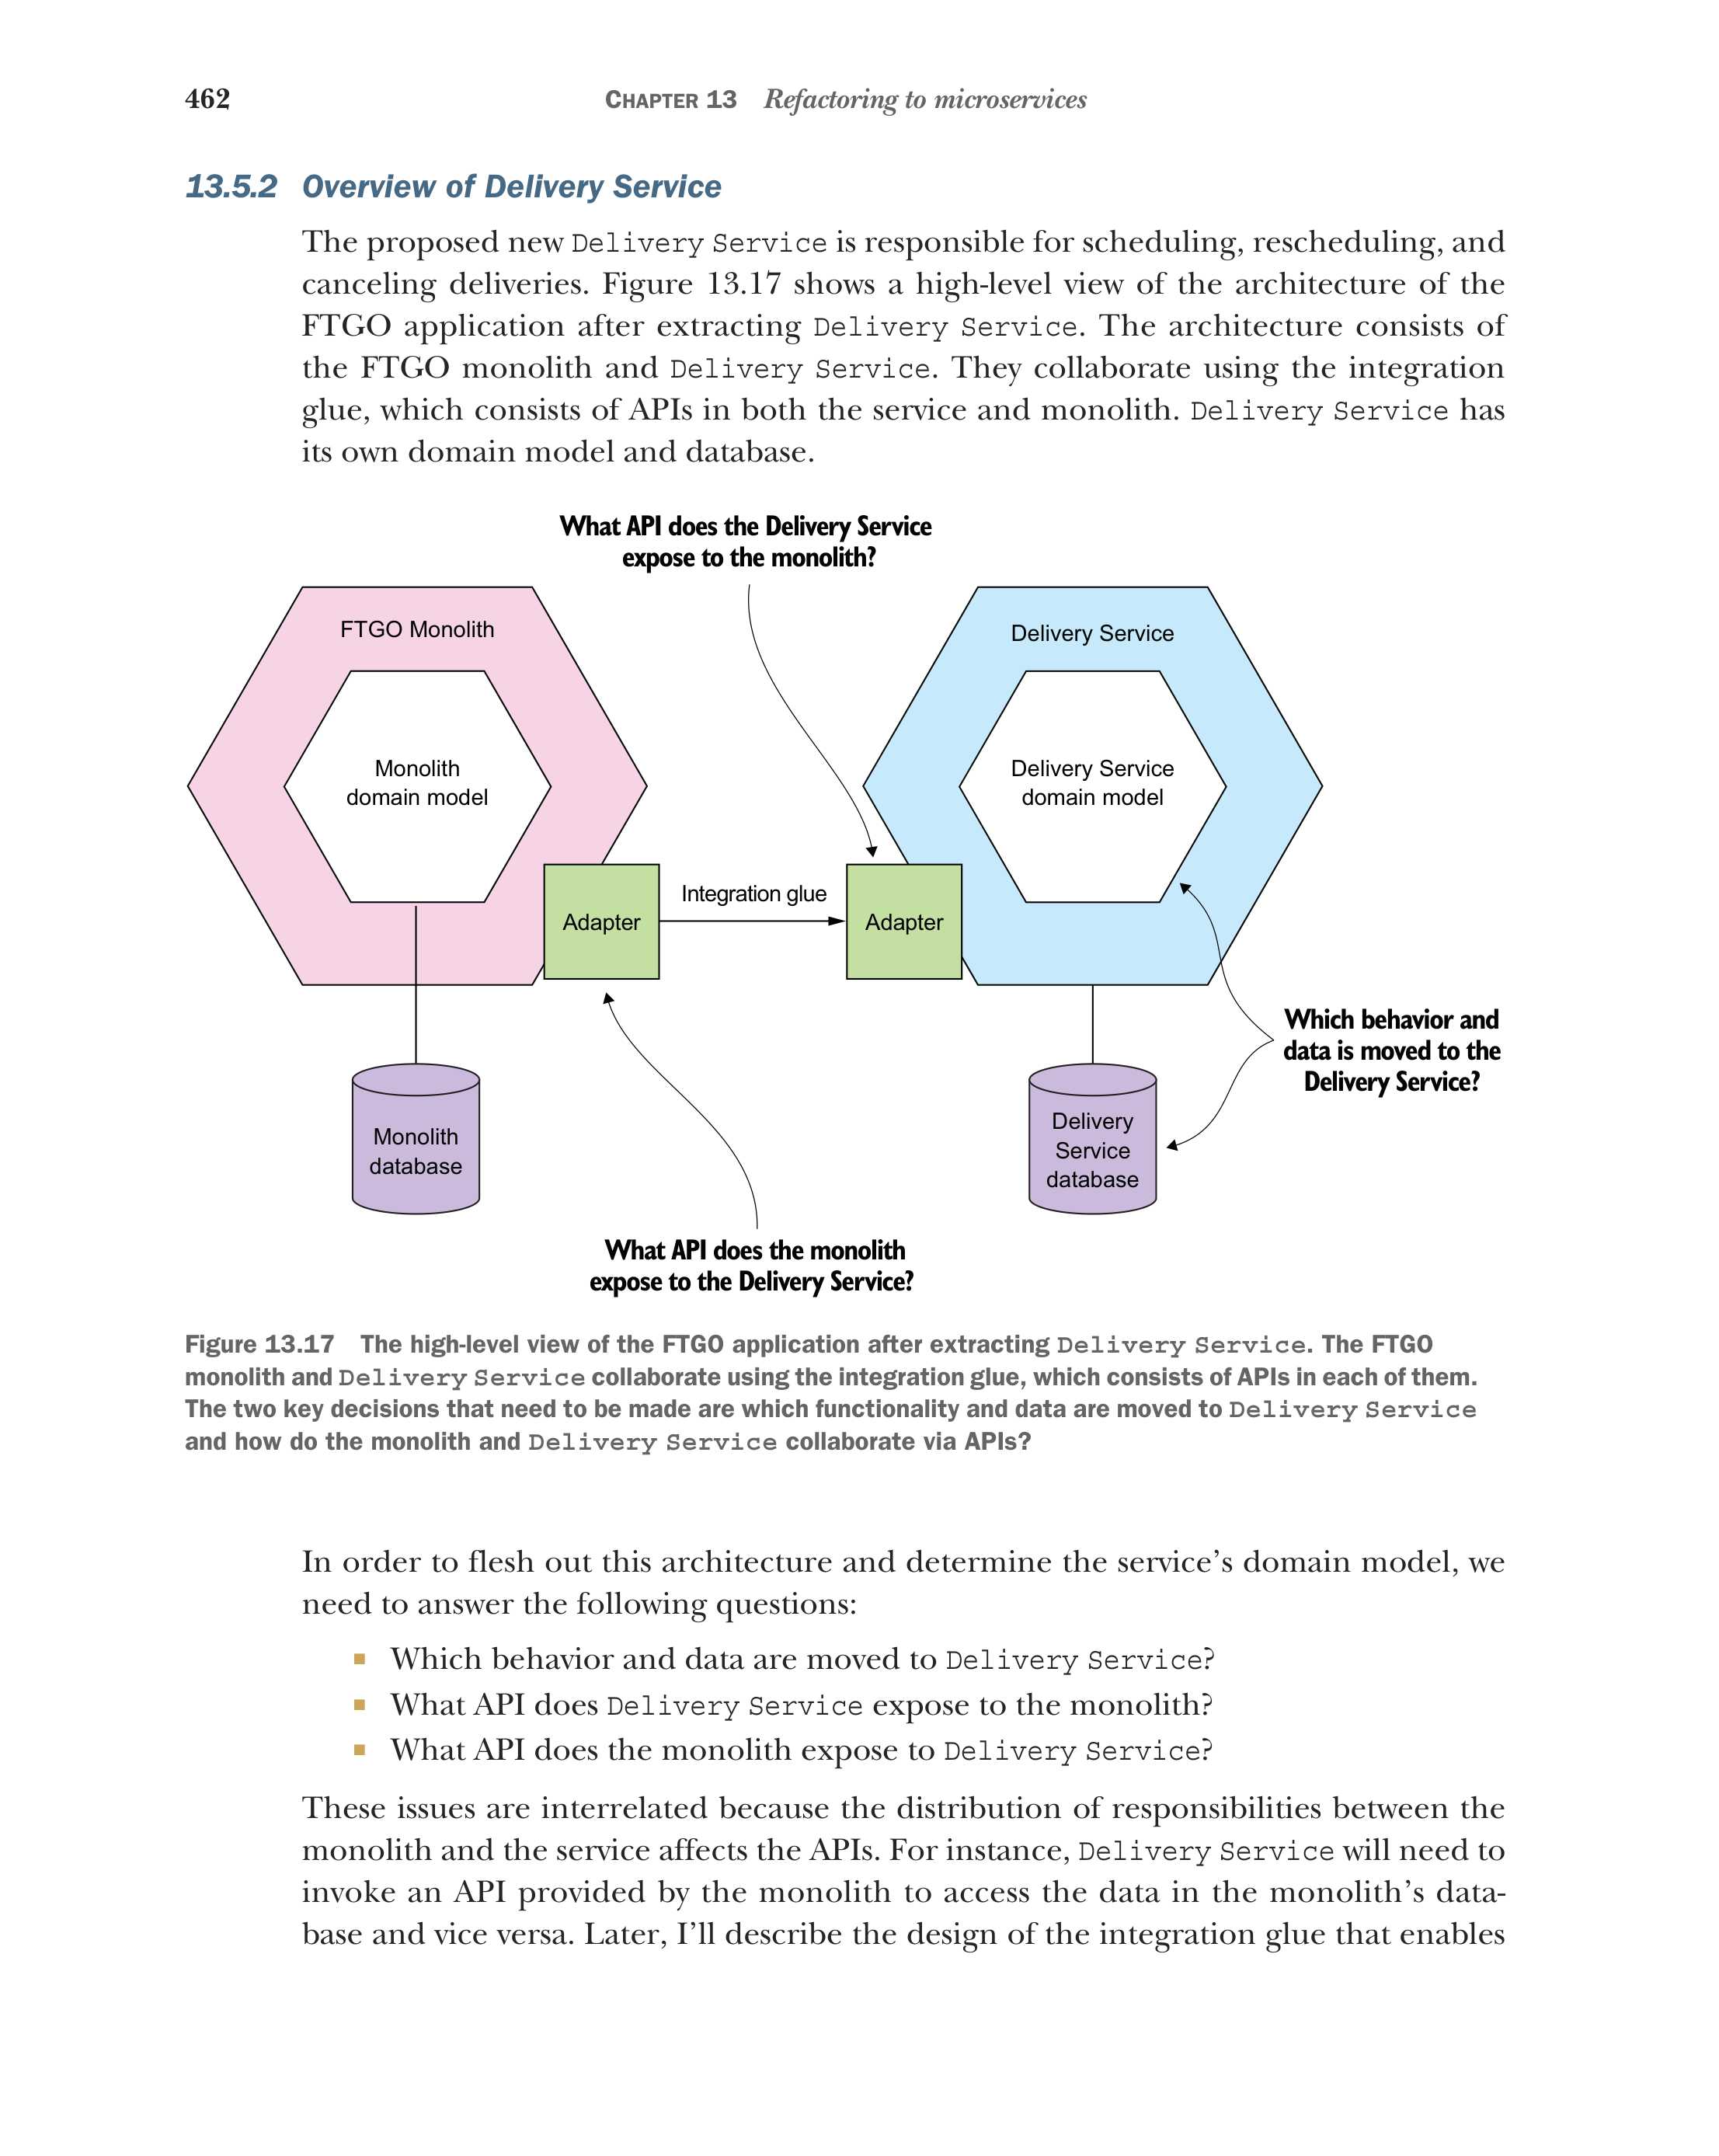 462
CHAPTER 13 Refactoring to microservices
13.5.2 Overview of Delivery Service
The proposed new Delivery Service is responsible for scheduling, rescheduling, and
canceling deliveries. Figure 13.17 shows a high-level view of the architecture of the
FTGO application after extracting Delivery Service. The architecture consists of
the FTGO monolith and Delivery Service. They collaborate using the integration
glue, which consists of APIs in both the service and monolith. Delivery Service has
its own domain model and database.
What API does the Delivery Service
expose to the monolith?
FTGO Monolith
Delivery Service
Monolith
domain model
Delivery Service
domain model
Adapter
Integration glue
Adapter
Which behavior and
data is moved to the
Delivery Service?
Monolith
database
Delivery
Service
database
What API does the monolith
expose to the Delivery Service?
Figure 13.17 The high-level view of the FTGO application after extracting Delivery Service. The FTGO
monolith and Delivery Service collaborate using the integration glue, which consists of APIs in each of them.
The two key decisions that need to be made are which functionality and data are moved to Delivery Service
and how do the monolith and Delivery Service collaborate via APIs?
In order to flesh out this architecture and determine the service’s domain model, we
need to answer the following questions:
■ Which behavior and data are moved to Delivery Service?
■ What API does Delivery Service expose to the monolith?
■ What API does the monolith expose to Delivery Service?
These issues are interrelated because the distribution of responsibilities between the
monolith and the service affects the APIs. For instance, Delivery Service will need to
invoke an API provided by the monolith to access the data in the monolith’s data-
base and vice versa. Later, I’ll describe the design of the integration glue that enables